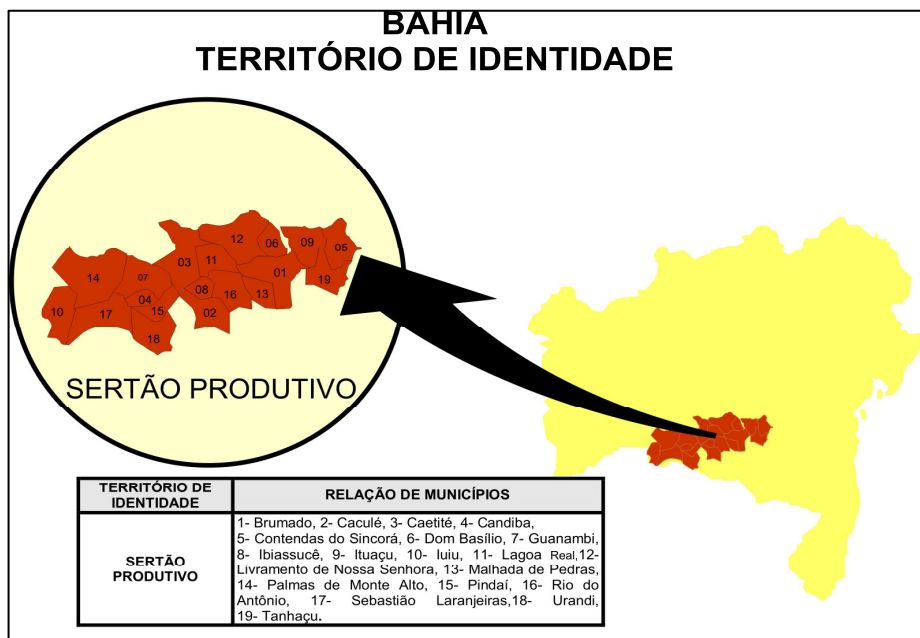 BAHIA
TERRITÓRIO DE IDENTIDADE
12
06
09
05
03
11
01
14
07
19
08
16
13
04
10
17
15
02
18
SERTÃO PRODUTIVO
TERRITÓRIO DE
IDENTIDADE
RELAÇÃO DE MUNICÍPIOS
SERTÃO
PRODUTIVO
1- Brumado, 2- Caculé, 3- Caetité, 4- Candiba,
5- Contendas do Sincorá, 6- Dom Basílio, 7- Guanambi,
8- Ibiassucê, 9- Ituaçu, 10- Iuiu, 11- Lagoa Real,12-
Livramento de Nossa Senhora, 13- Malhada de Pedras,
14- Palmas de Monte Alto, 15- Pindaí, 16- Rio do
Antônio, 17- Sebastião Laranjeiras,18- Urandi,
19- Tanhaçu.